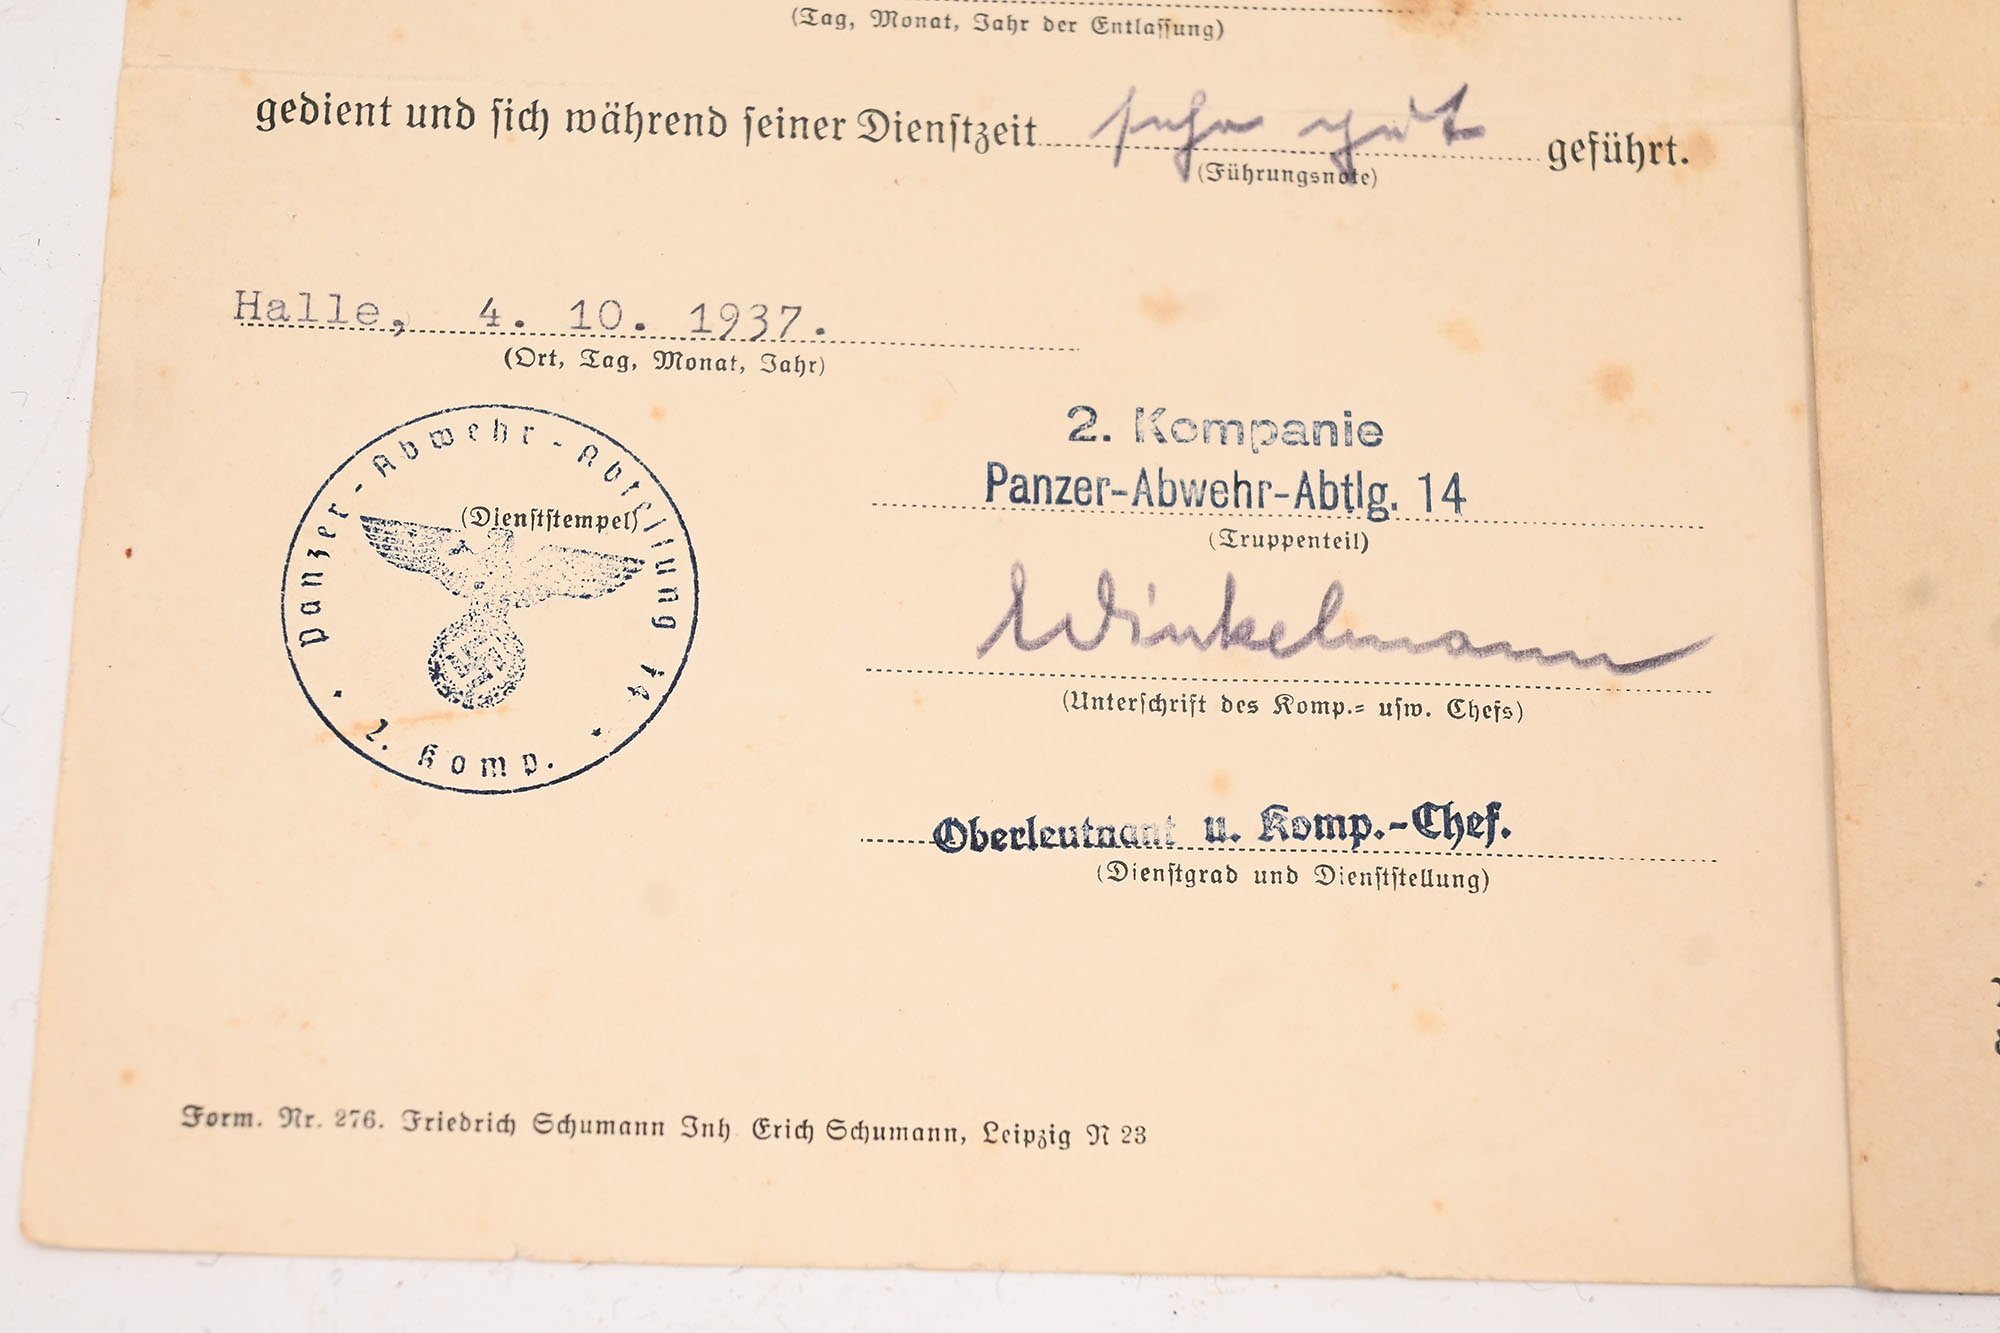 (Tag, Monat, Jahr der Entlassung)
gedient und sich während seiner Dienstzeit sehr gut geführt.
(Führungsnote)
Halle, 4. 10. 1937.
(Ort, Tag, Monat, Jahr)
Panzer-Abwehr-Abteilung 14
2. Komp.
(Dienststempel)
2. Kompanie
Panzer-Abwehr-Abtlg. 14
(Truppenteil)
Winkelmann
(Unterschrift des Komp.= usw. Chefs)
Oberleutnant u. Komp.-Chef.
(Dienstgrad und Dienststellung)
Form. Nr. 276. Friedrich Schumann Inh. Erich Schumann, Leipzig N 23